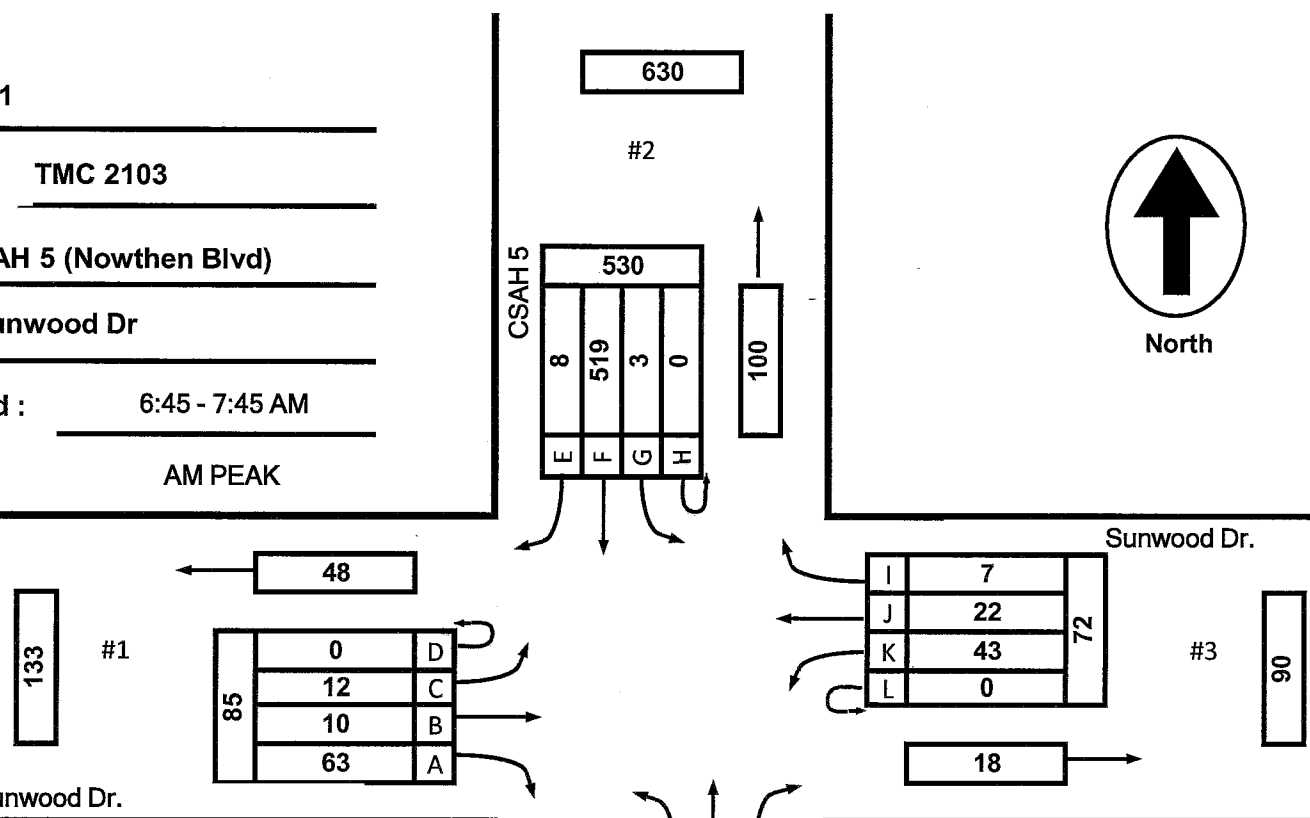 630
1
#2
TMC 2103
CSAH 5
530
AH 5 (Nowthen Blvd)
unwood Dr
8 519 3 0
100
North
d : 6:45 - 7:45 AM
E F G H
AM PEAK
Sunwood Dr.
48
I 7
J 22
72
K 43
L 0
#3
90
133
#1
85
0 D
12 C
10 B
63 A
18
unwood Dr.